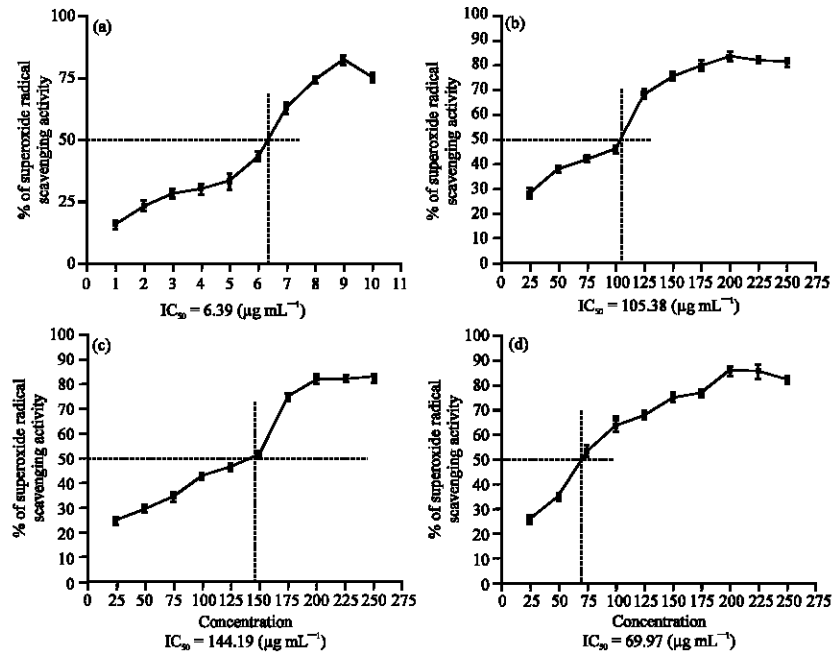 (a)
% of superoxide radical
scavenging activity
100
75
50
25
0
0 1 2 3 4 5 6 7 8 9 10 11
IC₅₀ = 6.39 (µg mL⁻¹)
(b)
% of superoxide radical
scavenging activity
100
90
80
70
60
50
40
30
20
10
0
0 25 50 75 100 125 150 175 200 225 250 275
IC₅₀ = 105.38 (µg mL⁻¹)
(c)
% of superoxide radical
scavenging activity
100
90
80
70
60
50
40
30
20
10
0
0 25 50 75 100 125 150 175 200 225 250 275
Concentration
IC₅₀ = 144.19 (µg mL⁻¹)
(d)
% of superoxide radical
scavenging activity
100
90
80
70
60
50
40
30
20
10
0
0 25 50 75 100 125 150 175 200 225 250 275
Concentration
IC₅₀ = 69.97 (µg mL⁻¹)